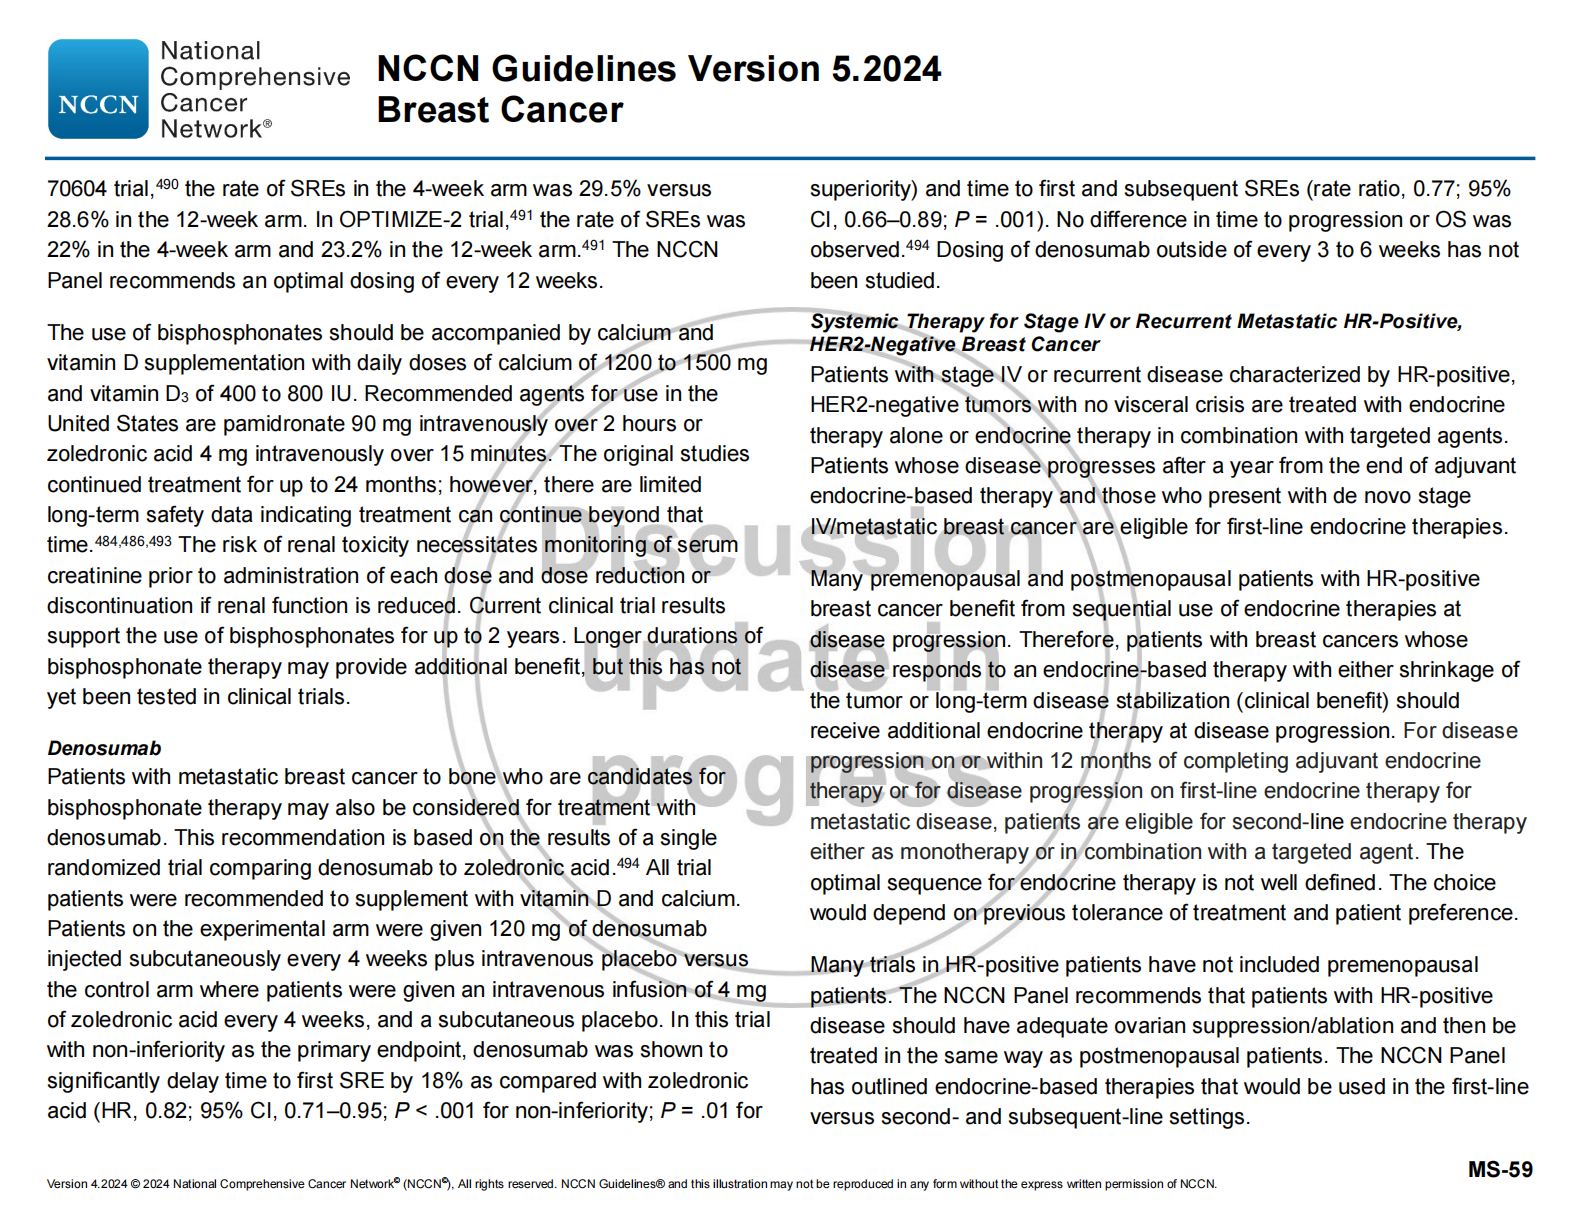 NCCN
National
Comprehensive
Cancer
Network®
NCCN Guidelines Version 5.2024
Breast Cancer
70604 trial,490 the rate of SREs in the 4-week arm was 29.5% versus
28.6% in the 12-week arm. In OPTIMIZE-2 trial,491 the rate of SREs was
22% in the 4-week arm and 23.2% in the 12-week arm.491 The NCCN
Panel recommends an optimal dosing of every 12 weeks.
The use of bisphosphonates should be accompanied by calcium and
vitamin D supplementation with daily doses of calcium of 1200 to 1500 mg
and vitamin D3 of 400 to 800 IU. Recommended agents for use in the
United States are pamidronate 90 mg intravenously over 2 hours or
zoledronic acid 4 mg intravenously over 15 minutes. The original studies
continued treatment for up to 24 months; however, there are limited
long-term safety data indicating treatment can continue beyond that
time.484,486,493 The risk of renal toxicity necessitates monitoring of serum
creatinine prior to administration of each dose and dose reduction or
discontinuation if renal function is reduced. Current clinical trial results
support the use of bisphosphonates for up to 2 years. Longer durations of
bisphosphonate therapy may provide additional benefit, but this has not
yet been tested in clinical trials.
Denosumab
Patients with metastatic breast cancer to bone who are candidates for
bisphosphonate therapy may also be considered for treatment with
denosumab. This recommendation is based on the results of a single
randomized trial comparing denosumab to zoledronic acid.494 All trial
patients were recommended to supplement with vitamin D and calcium.
Patients on the experimental arm were given 120 mg of denosumab
injected subcutaneously every 4 weeks plus intravenous placebo versus
the control arm where patients were given an intravenous infusion of 4 mg
of zoledronic acid every 4 weeks, and a subcutaneous placebo. In this trial
with non-inferiority as the primary endpoint, denosumab was shown to
significantly delay time to first SRE by 18% as compared with zoledronic
acid (HR, 0.82; 95% CI, 0.71–0.95; P < .001 for non-inferiority; P = .01 for
superiority) and time to first and subsequent SREs (rate ratio, 0.77; 95%
CI, 0.66–0.89; P = .001). No difference in time to progression or OS was
observed.494 Dosing of denosumab outside of every 3 to 6 weeks has not
been studied.
Systemic Therapy for Stage IV or Recurrent Metastatic HR-Positive,
HER2-Negative Breast Cancer
Patients with stage IV or recurrent disease characterized by HR-positive,
HER2-negative tumors with no visceral crisis are treated with endocrine
therapy alone or endocrine therapy in combination with targeted agents.
Patients whose disease progresses after a year from the end of adjuvant
endocrine-based therapy and those who present with de novo stage
IV/metastatic breast cancer are eligible for first-line endocrine therapies.
Many premenopausal and postmenopausal patients with HR-positive
breast cancer benefit from sequential use of endocrine therapies at
disease progression. Therefore, patients with breast cancers whose
disease responds to an endocrine-based therapy with either shrinkage of
the tumor or long-term disease stabilization (clinical benefit) should
receive additional endocrine therapy at disease progression. For disease
progression on or within 12 months of completing adjuvant endocrine
therapy or for disease progression on first-line endocrine therapy for
metastatic disease, patients are eligible for second-line endocrine therapy
either as monotherapy or in combination with a targeted agent. The
optimal sequence for endocrine therapy is not well defined. The choice
would depend on previous tolerance of treatment and patient preference.
Many trials in HR-positive patients have not included premenopausal
patients. The NCCN Panel recommends that patients with HR-positive
disease should have adequate ovarian suppression/ablation and then be
treated in the same way as postmenopausal patients. The NCCN Panel
has outlined endocrine-based therapies that would be used in the first-line
versus second- and subsequent-line settings.
Discussion
update in
progress
MS-59
Version 4.2024 © 2024 National Comprehensive Cancer Network© (NCCN©), All rights reserved. NCCN Guidelines® and this illustration may not be reproduced in any form without the express written permission of NCCN.